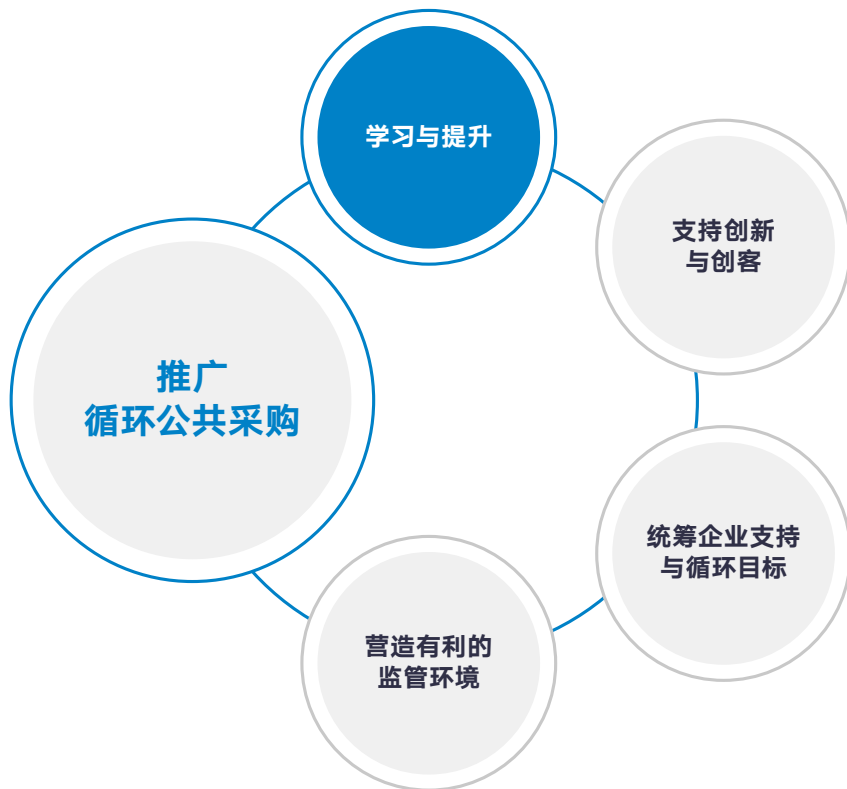 学习与提升
支持创新
与创客
推广
循环公共采购
统筹企业支持
与循环目标
营造有利的
监管环境